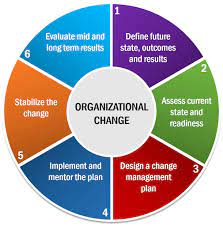 1
Define future
state, outcomes and
results
2
Assess current
state and
readiness
3
Design a change
management
plan
4
Implement and
mentor the plan
5
Stabilize the
change
6
Evaluate mid and
long term results
ORGANIZATIONAL
CHANGE